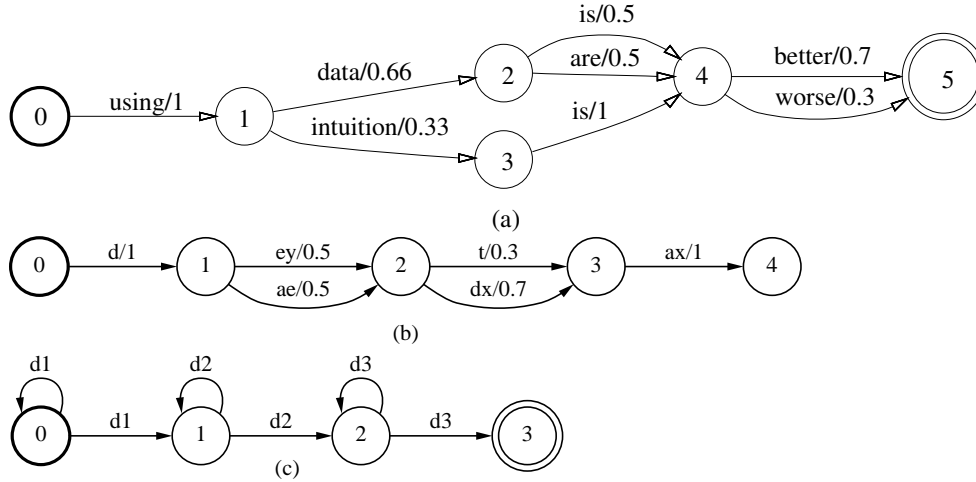 is/0.5
data/0.66 2 are/0.5 4 better/0.7 5
0 using/1 1 worse/0.3
intuition/0.33 3 is/1
(a)
0 d/1 1 ey/0.5 2 t/0.3 3 ax/1 4
ae/0.5 dx/0.7
(b)
d1 d2 d3
0 d1 1 d2 2 d3 3
(c)